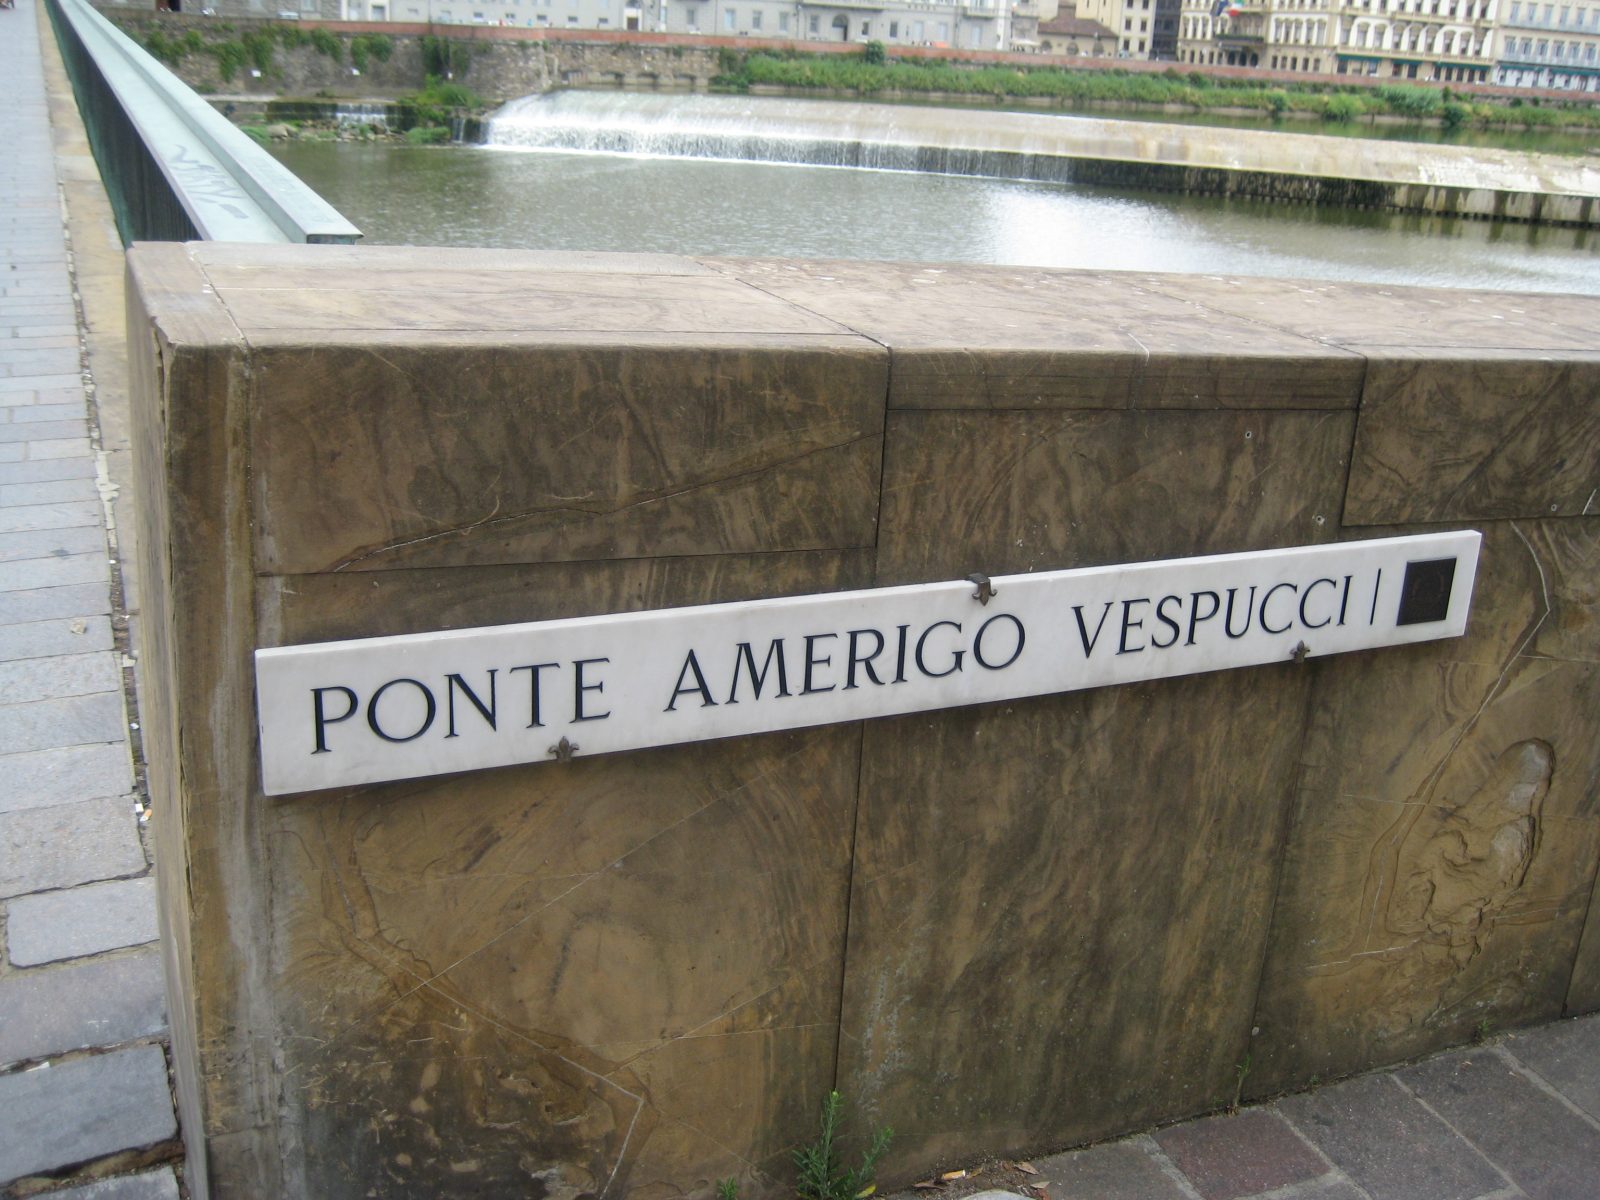 PONTE AMERIGO VESPUCCI |